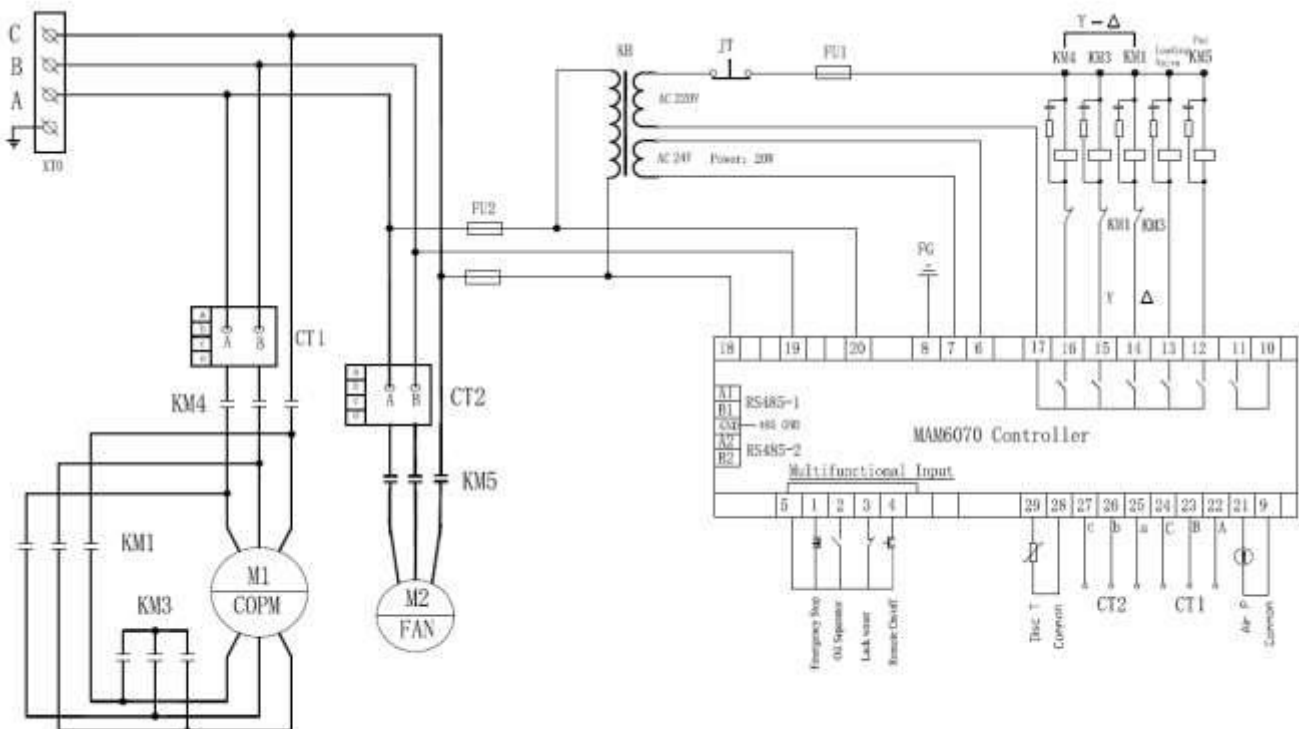 C
B
A
XT0
Y-Δ
KB
JT
FU1
KM4 KM3 KM1 Loading Valve Fan KM5
AC 220V
AC 24V Power: 20W
FU2
KM1 KM3
FG
Y Δ
a
b
c
A B
CT1
KM4
A B
CT2
KM5
KM1
KM3
M1
COPM
M2
FAN
18 19 20 8 7 6 17 16 15 14 13 12 11 10
A1
B1
RS485-1
GND 485 GND
A2
B2
RS485-2
MAM6070 Controller
Multifunctional Input
5 1 2 3 4 29 28 27 26 25 24 23 22 21 9
c b a C B A
Emergency Stop
Oil Separator
Lack water
Remote On/off
Disc T
Common
CT2 CT1
Air P
Common